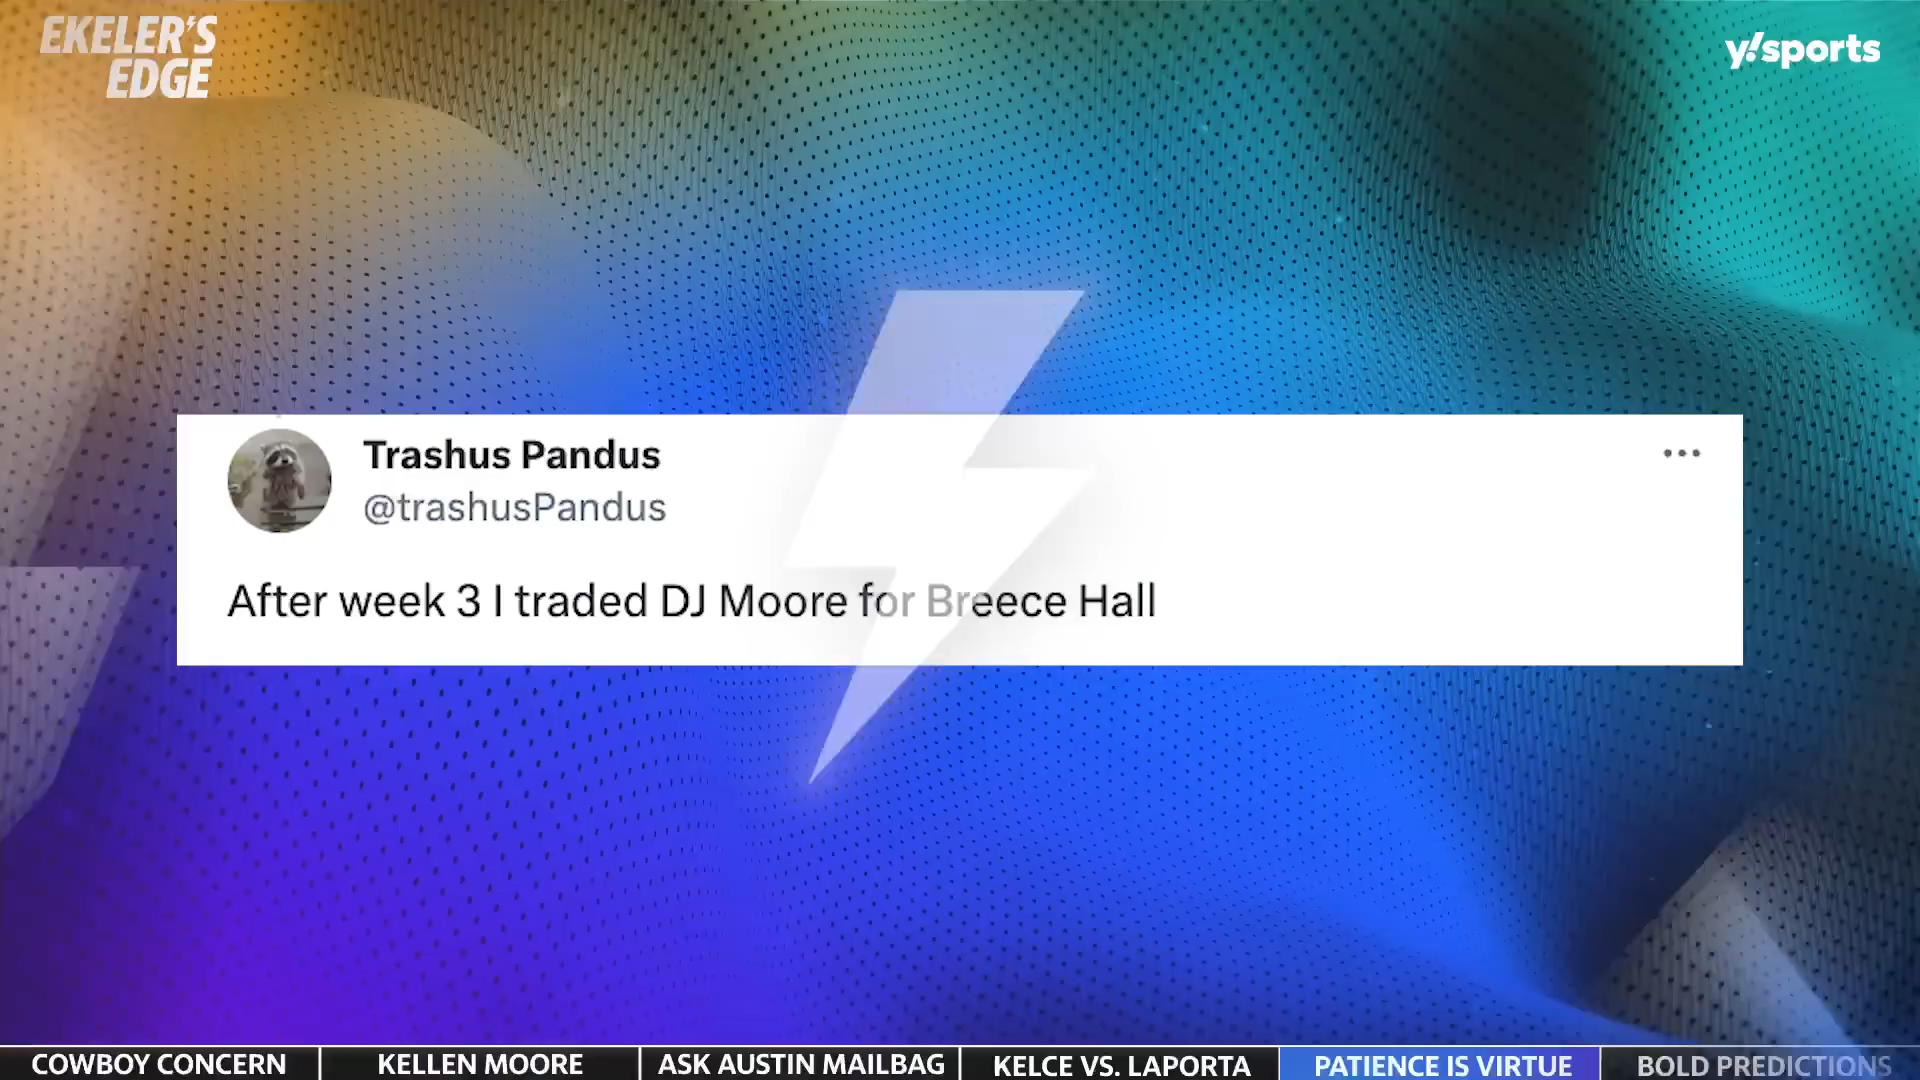 EKELER'S
EDGE
y!sports
Trashus Pandus
@trashusPandus
After week 3 I traded DJ Moore for Breece Hall
COWBOY CONCERN
KELLEN MOORE
ASK AUSTIN MAILBAG
KELCE VS. LAPORTA
PATIENCE IS VIRTUE
BOLD PREDICTIONS